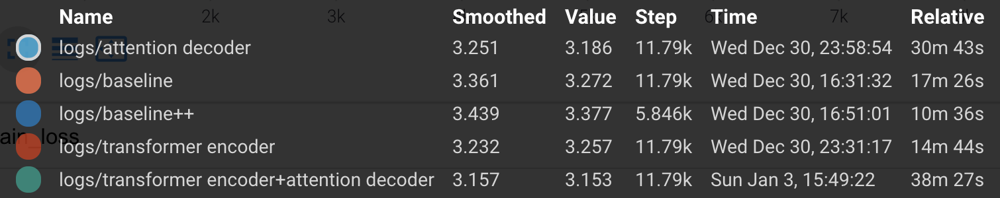 Name Smoothed Value Step Time Relative
2k 3k 6k 7k
logs/attention decoder 3.251 3.186 11.79k Wed Dec 30, 23:58:54 30m 43s
logs/baseline 3.361 3.272 11.79k Wed Dec 30, 16:31:32 17m 26s
logs/baseline++ 3.439 3.377 5.846k Wed Dec 30, 16:51:01 10m 36s
ain_loss
logs/transformer encoder 3.232 3.257 11.79k Wed Dec 30, 23:31:17 14m 44s
logs/transformer encoder+attention decoder 3.157 3.153 11.79k Sun Jan 3, 15:49:22 38m 27s